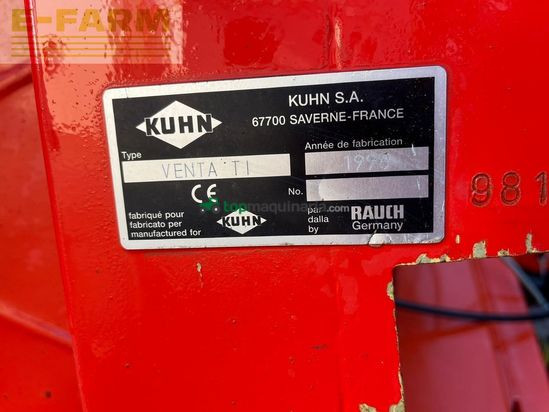 E-FARM
KUHN
KUHN S.A.
67700 SAVERNE-FRANCE
Type
Année de fabrication
VENTA TI
No.
CE
topmaquinaria.com
fabriqué pour
fabricato per
manufactured for
KUHN
par
dalla
by
RAUCH
Germany
981